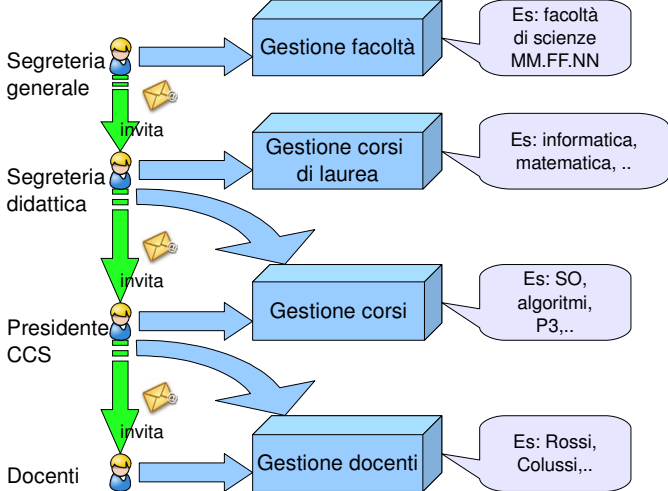 Segreteria
generale
Gestione facoltà
Es: facoltà
di scienze
MM.FF.NN
invita
Segreteria
didattica
Gestione corsi
di laurea
Es: informatica,
matematica, ..
invita
Presidente
CCS
Gestione corsi
Es: SO,
algoritmi,
P3,..
invita
Docenti
Gestione docenti
Es: Rossi,
Colussi,..